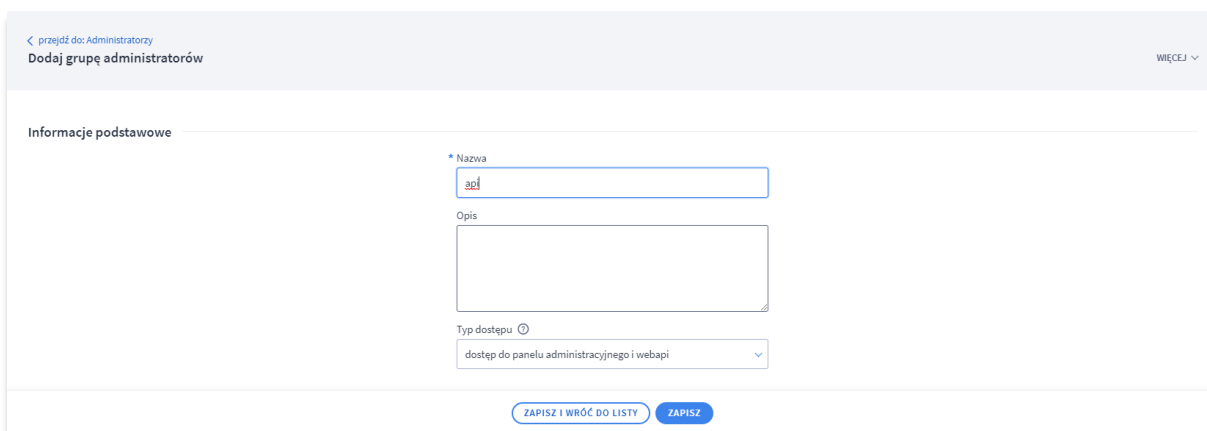 przejdź do: Administratorzy
Dodaj grupę administratorów
WIĘCEJ
Informacje podstawowe
* Nazwa
api
Opis
Typ dostępu
dostęp do panelu administracyjnego i webapi
ZAPISZ I WRÓĆ DO LISTY
ZAPISZ